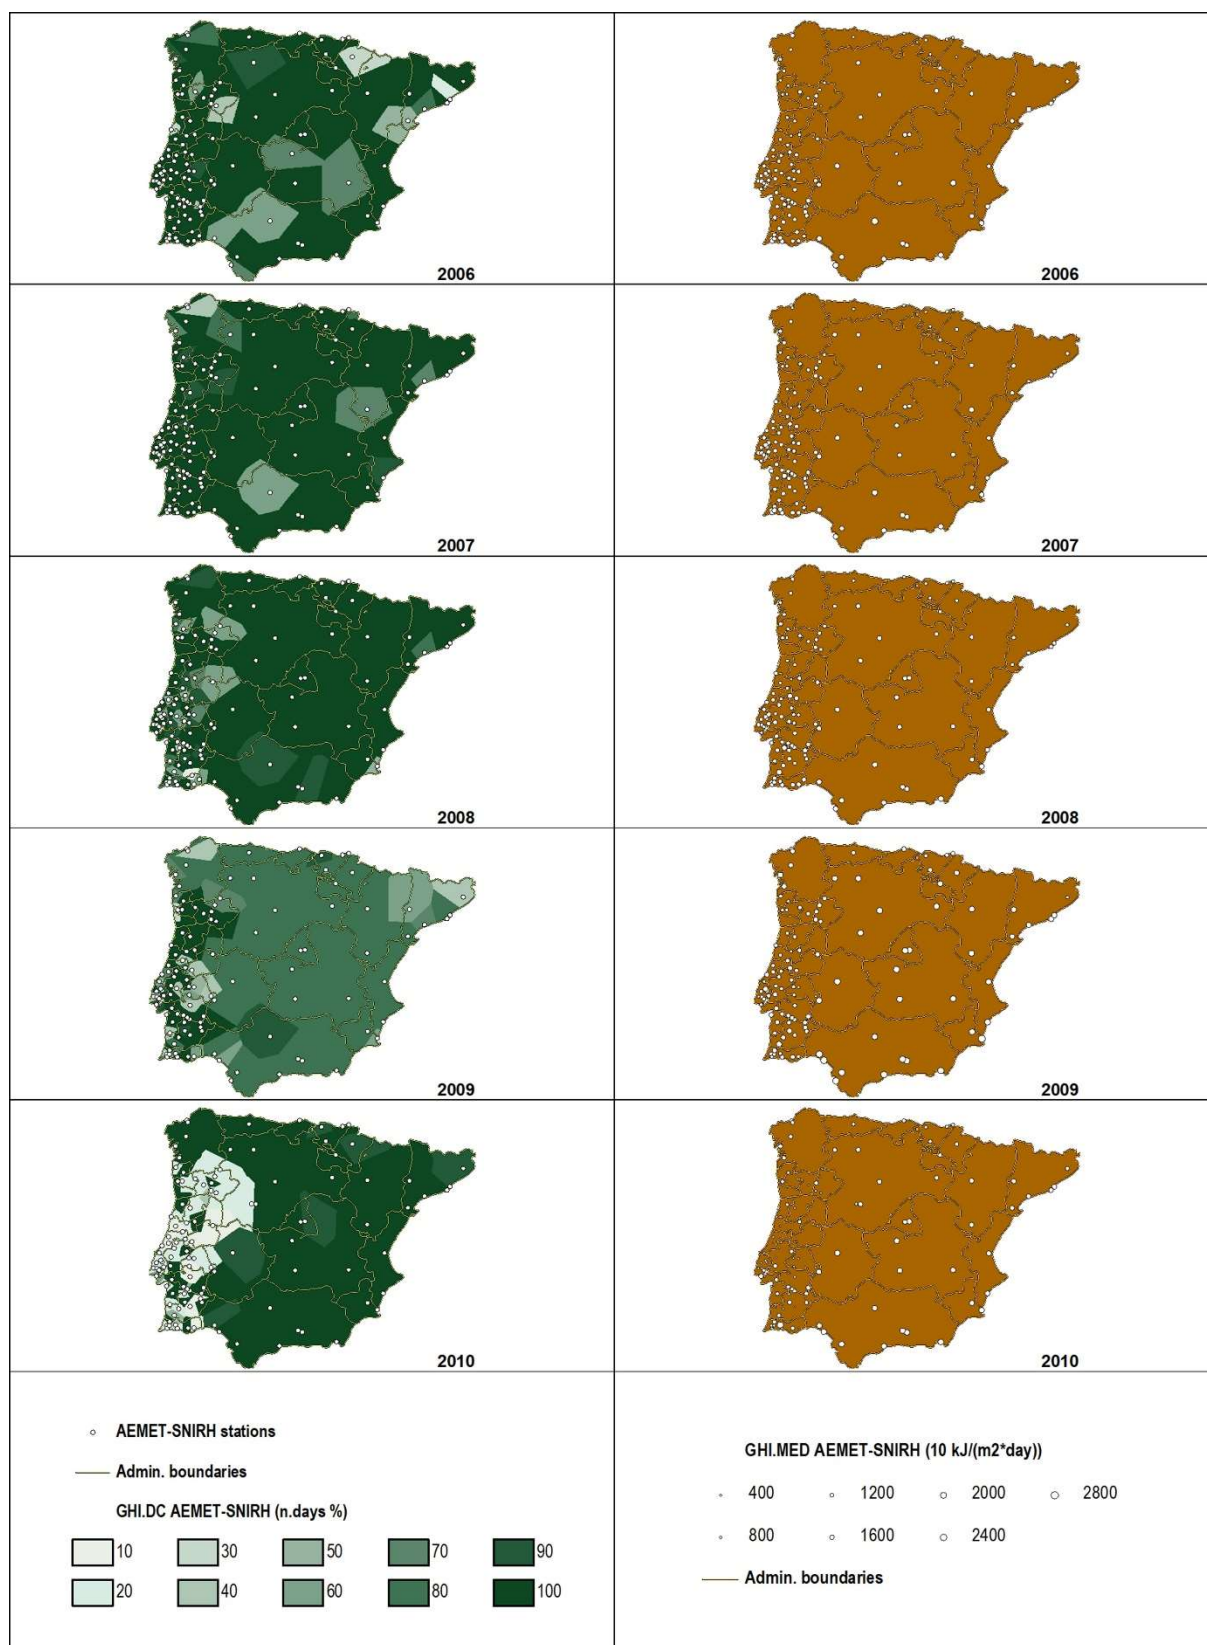 2006
2006
2007
2007
2008
2008
2009
2009
2010
2010
AEMET-SNIRH stations
Admin. boundaries
GHI.DC AEMET-SNIRH (n.days %)
10 30 50 70 90
20 40 60 80 100
GHI.MED AEMET-SNIRH (10 kJ/(m2*day))
400 1200 2000 2800
800 1600 2400
Admin. boundaries